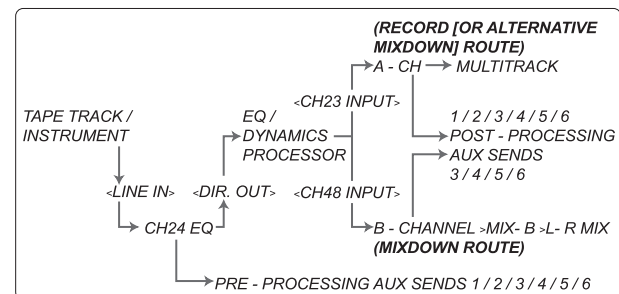 (RECORD [OR ALTERNATIVE
MIXDOWN] ROUTE)
A - CH
MULTITRACK
<CH23 INPUT>
TAPE TRACK /
INSTRUMENT
EQ /
DYNAMICS
PROCESSOR
1 / 2 / 3 / 4 / 5 / 6
POST - PROCESSING
AUX SENDS
3 / 4 / 5 / 6
<LINE IN>
<DIR. OUT>
<CH48 INPUT>
CH24 EQ
B - CHANNEL >MIX- B >L- R MIX
(MIXDOWN ROUTE)
PRE - PROCESSING AUX SENDS 1 / 2 / 3 / 4 / 5 / 6